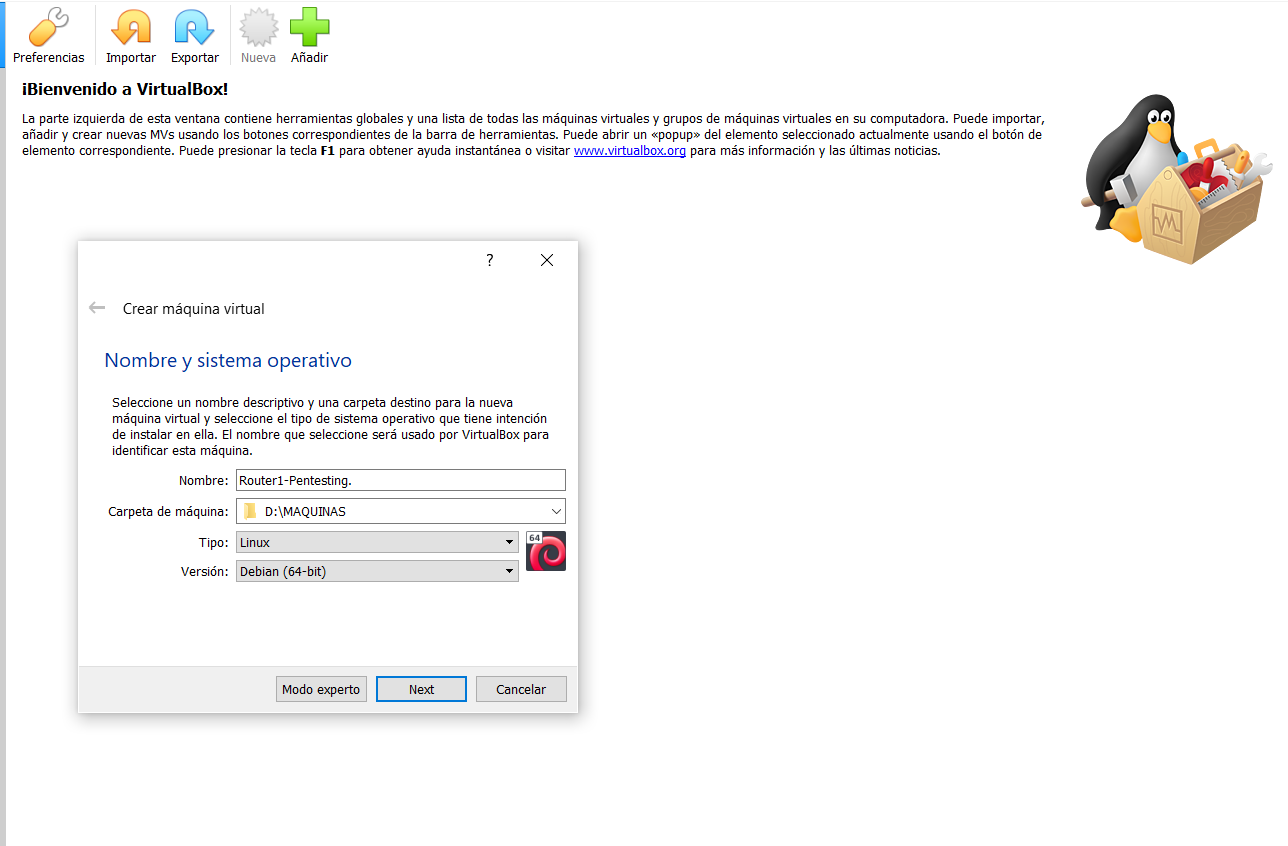 Preferencias
Importar
Exportar
Nueva
Añadir
¡Bienvenido a VirtualBox!
La parte izquierda de esta ventana contiene herramientas globales y una lista de todas las máquinas virtuales y grupos de máquinas virtuales en su computadora. Puede importar,
añadir y crear nuevas MVs usando los botones correspondientes de la barra de herramientas. Puede abrir un «popup» del elemento seleccionado actualmente usando el botón de
elemento correspondiente. Puede presionar la tecla F1 para obtener ayuda instantánea o visitar www.virtualbox.org para más información y las últimas noticias.
?
Crear máquina virtual
Nombre y sistema operativo
Seleccione un nombre descriptivo y una carpeta destino para la nueva
máquina virtual y seleccione el tipo de sistema operativo que tiene intención
de instalar en ella. El nombre que seleccione será usado por VirtualBox para
identificar esta máquina.
Nombre: Router1-Pentesting.
Carpeta de máquina: D:\MAQUINAS
Tipo: Linux
64
Versión: Debian (64-bit)
Modo experto
Next
Cancelar